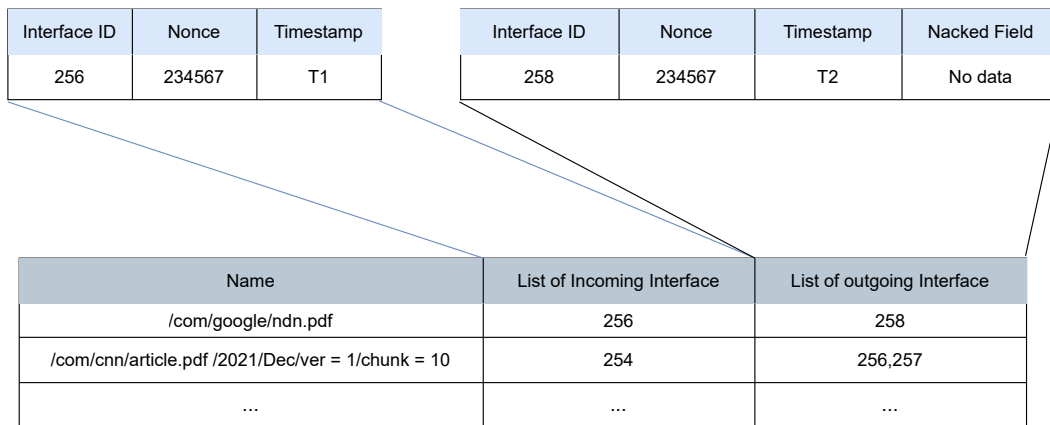 Interface ID Nonce Timestamp
256 234567 T1
Interface ID Nonce Timestamp Nacked Field
258 234567 T2 No data
Name List of Incoming Interface List of outgoing Interface
/com/google/ndn.pdf 256 258
/com/cnn/article.pdf /2021/Dec/ver = 1/chunk = 10 254 256,257
... ... ...